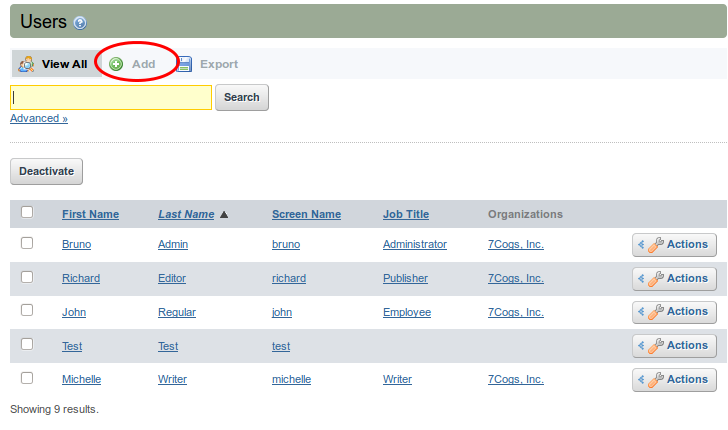 Users
View All Add Export
Search
Advanced »
Deactivate
First Name Last Name Screen Name Job Title Organizations
Bruno Admin bruno Administrator 7Cogs, Inc. Actions
Richard Editor richard Publisher 7Cogs, Inc. Actions
John Regular john Employee 7Cogs, Inc. Actions
Test Test test Actions
Michelle Writer michelle Writer 7Cogs, Inc. Actions
Showing 9 results.